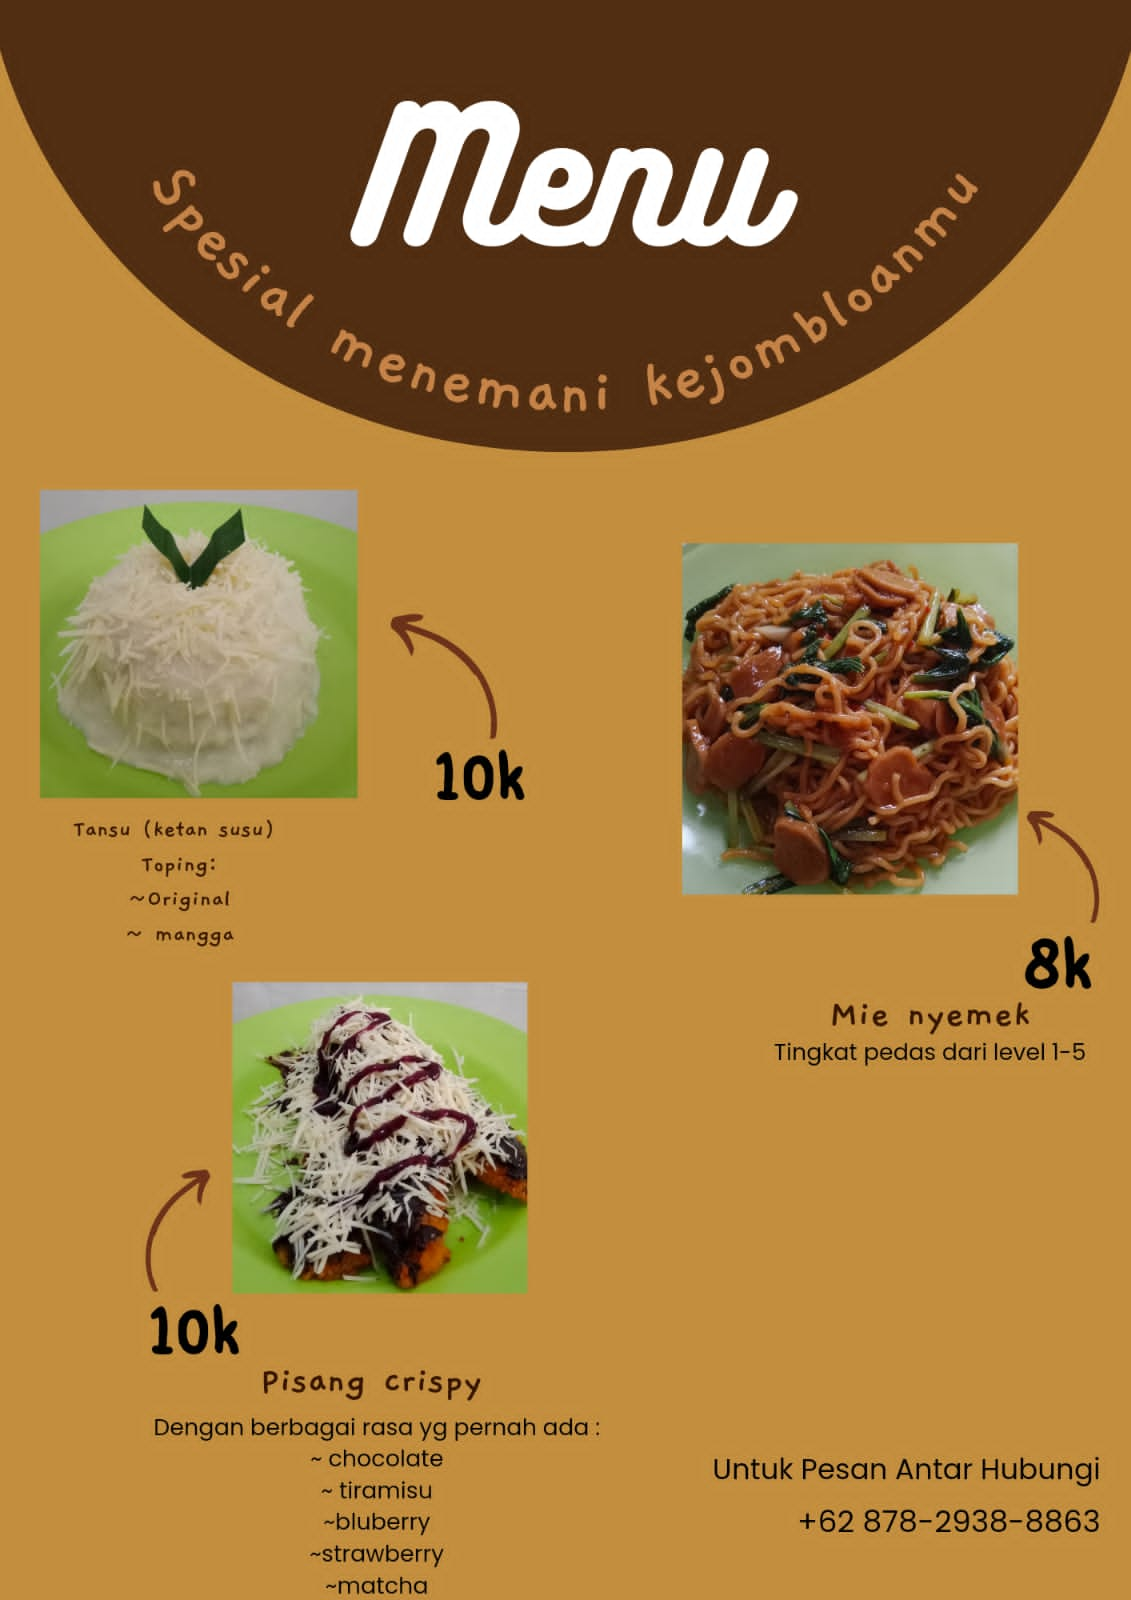 Menu
Spesial menemani kejombloanmu
10k
Tansu (ketan susu)
Toping:
~Original
~ mangga
8k
Mie nyemek
Tingkat pedas dari level 1-5
10k
Pisang crispy
Dengan berbagai rasa yg pernah ada :
~ chocolate
~ tiramisu
~bluberry
~strawberry
~matcha
Untuk Pesan Antar Hubungi
+62 878-2938-8863